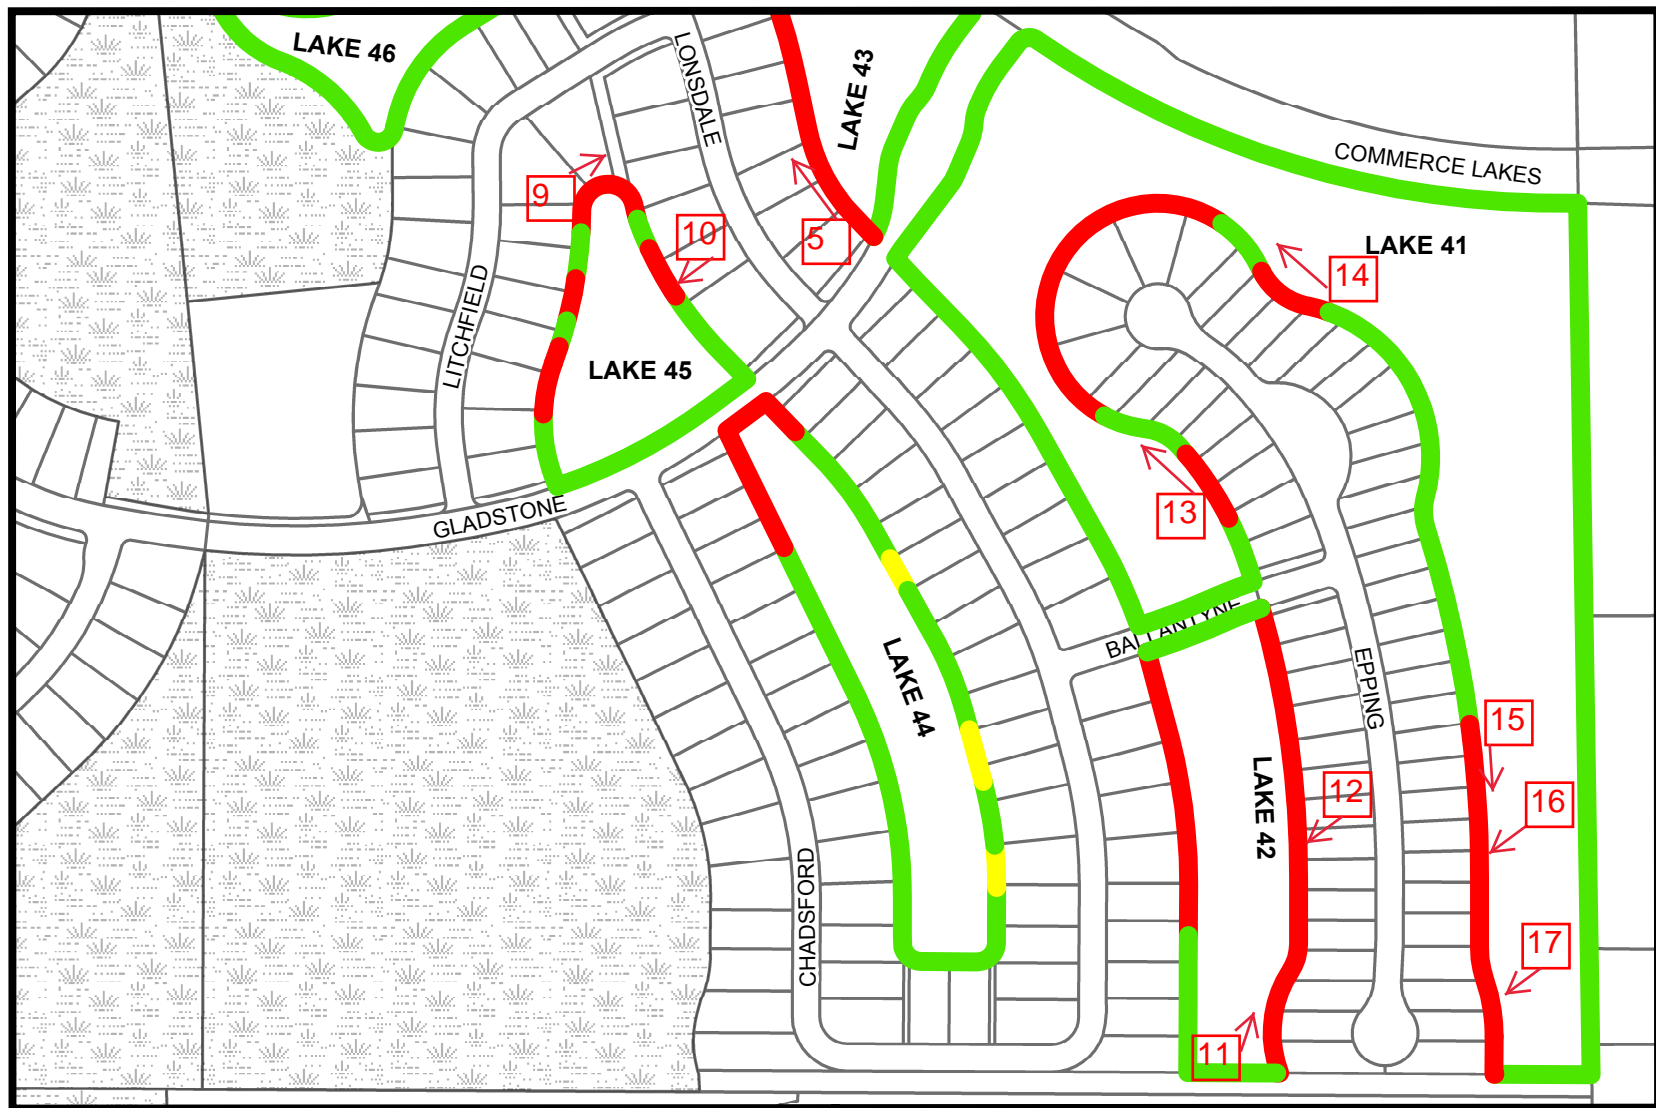 LAKE 46
LONSDALE
LAKE 43
COMMERCE LAKES
9
10
5
LAKE 41
14
LITCHFIELD
LAKE 45
GLADSTONE
13
BALLANTYNE
LAKE 44
EPPING
15
LAKE 42
12
16
CHADSFORD
17
11